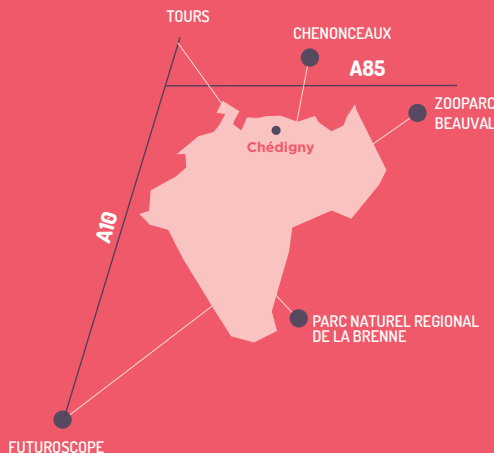 TOURS
CHENONCEAUX
A85
ZOOPARC
BEAUVAL
Chédigny
A10
PARC NATUREL REGIONAL
DE LA BRENNE
FUTUROSCOPE